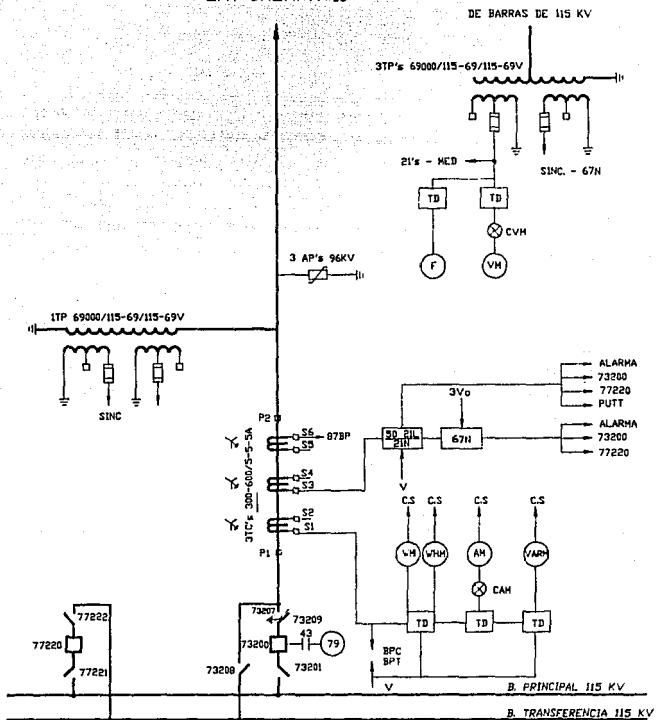 DE BARRAS DE 115 KV
3TP's 69000/115-69/115-69V
21's - MED
SINC. - 67N
TD
TD
CVM
F
VM
3 AP's 96KV
1TP 69000/115-69/115-69V
SINC
P2
S6
87BP
S5
S4
S3
S2
S1
3TC's 300-600/5-5-5A
P1
3Vo
50 21L
21N
67N
ALARMA
73200
77220
PUTT
ALARMA
73200
77220
V
C.S
C.S
C.S
C.S
WM
WHM
AM
VARM
CAM
TD
TD
TD
BPC
BPT
V
77222
77220
77221
73207
73209
73200
43
79
73208
73201
B. PRINCIPAL 115 KV
B. TRANSFERENCIA 115 KV